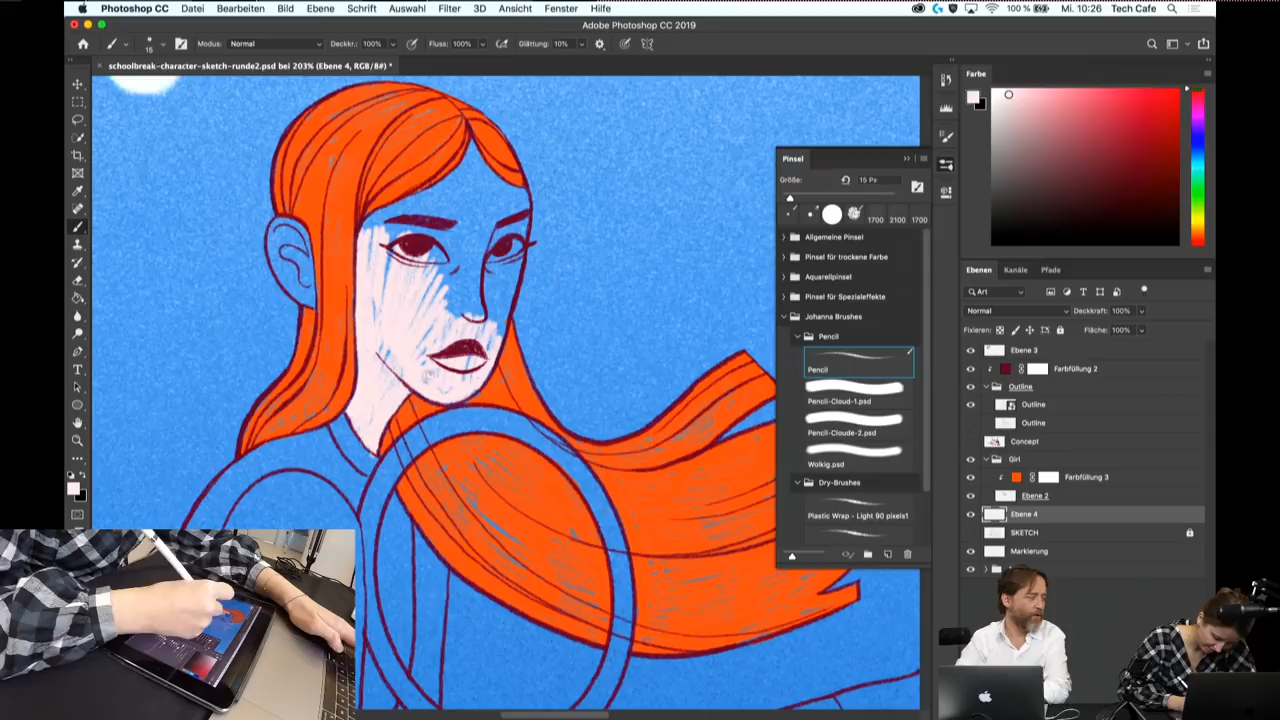 Photoshop CC Datei Bearbeiten Bild Ebene Schrift Auswahl Filter 3D Ansicht Fenster Hilfe 100 % Mi. 10:26 Tech Cafe
Adobe Photoshop CC 2019
15 Modus: Normal Deckkr.: 100% Fluss: 100% Glättung: 10%
× schoolbreak-character-sketch-runde2.psd bei 203% (Ebene 4, RGB/8#) *
Farbe
Pinsel
Größe: 15 Px
1700 2100 1700
Allgemeine Pinsel
Pinsel für trockene Farbe
Aquarellpinsel
Pinsel für Spezialeffekte
Johanna Brushes
Pencil
Pencil
Pencil-Cloud-1.psd
Pencil-Cloude-2.psd
Wolkig.psd
Dry-Brushes
Plastic Wrap - Light 90 pixels1
Ebenen Kanäle Pfade
Art
Normal Deckkraft: 100%
Fixieren: Fläche: 100%
Ebene 3
Farbfüllung 2
Outline
Outline
Outline
Concept
Girl
Farbfüllung 3
Ebene 2
Ebene 4
SKETCH
Markierung